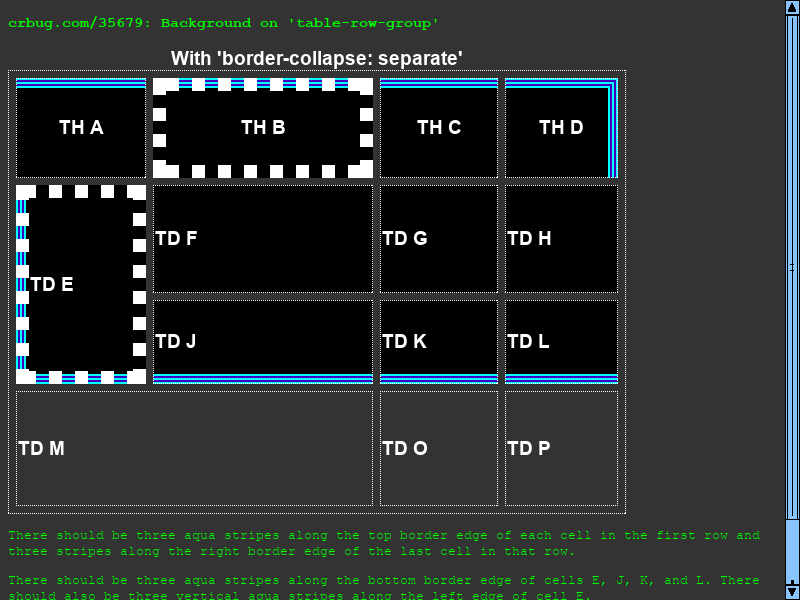 crbug.com/35679: Background on 'table-row-group'
With 'border-collapse: separate'
TH A TH B TH C TH D
TD E
TD F TD G TD H
TD J TD K TD L
TD M TD O TD P
There should be three aqua stripes along the top border edge of each cell in the first row and
three stripes along the right border edge of the last cell in that row.
There should be three aqua stripes along the bottom border edge of cells E, J, K, and L. There
should also be three vertical aqua stripes along the left edge of cell E.